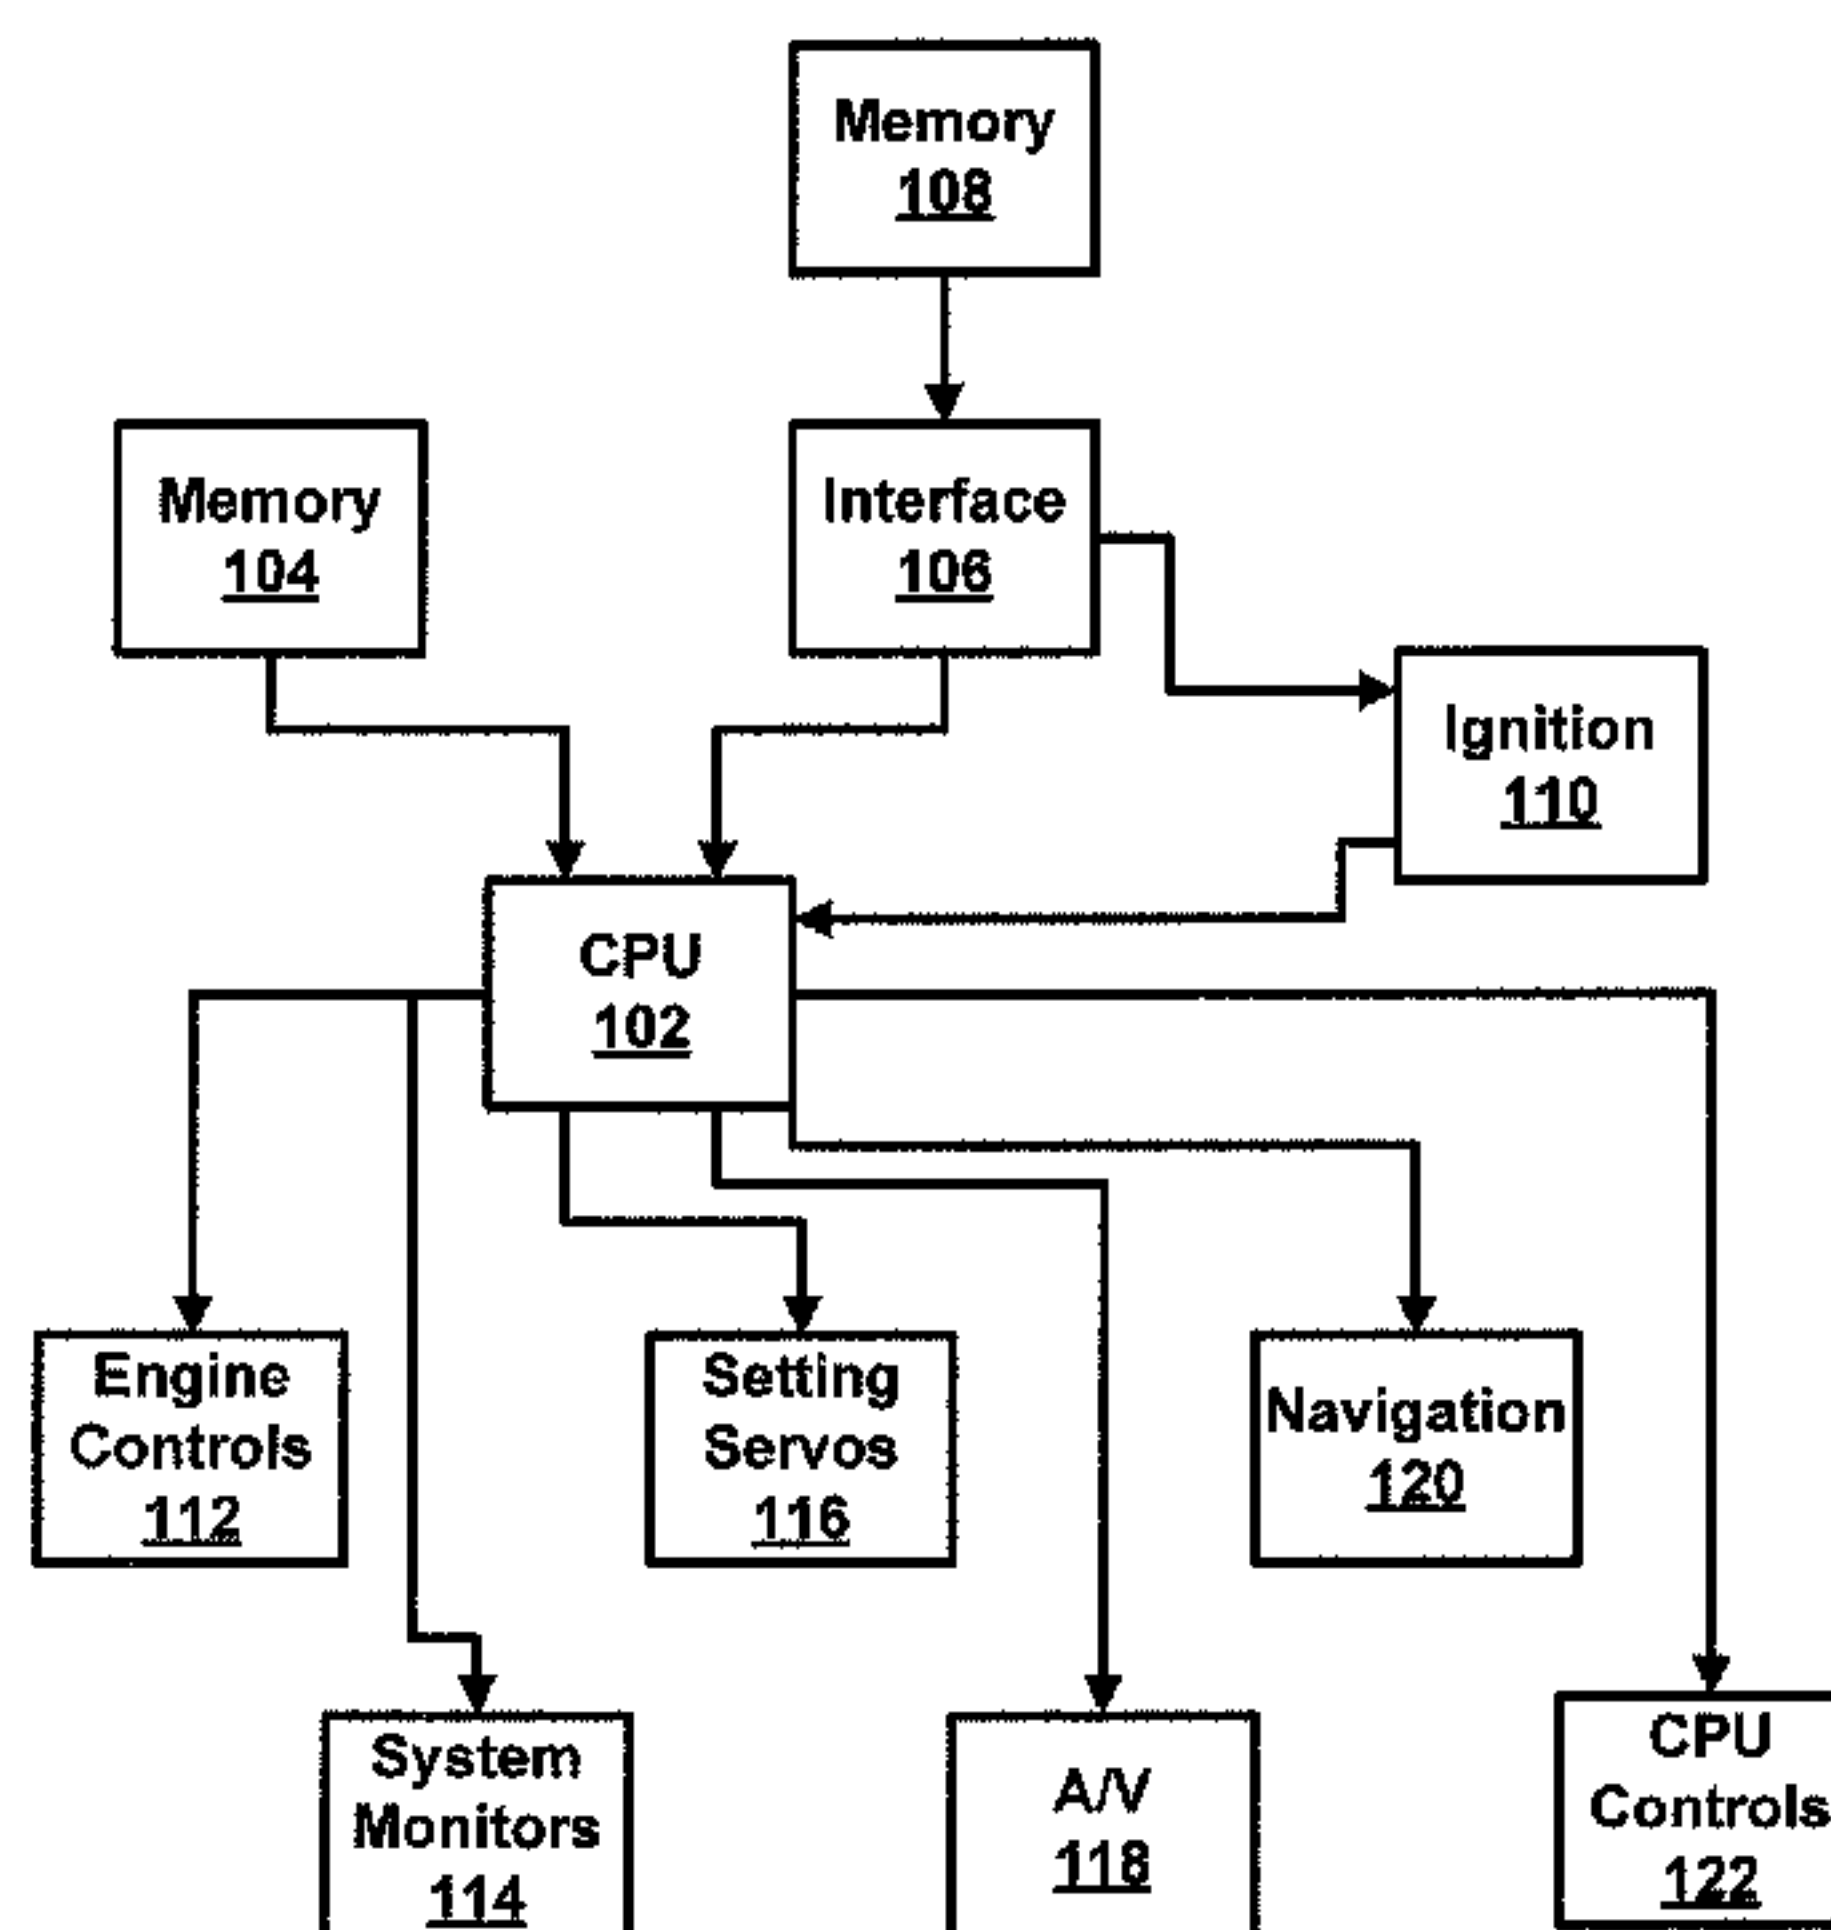 Memory
108
Memory
104
Interface
106
Ignition
110
CPU
102
Engine
Controls
112
Setting
Servos
116
Navigation
120
System
Monitors
114
A/V
118
CPU
Controls
122